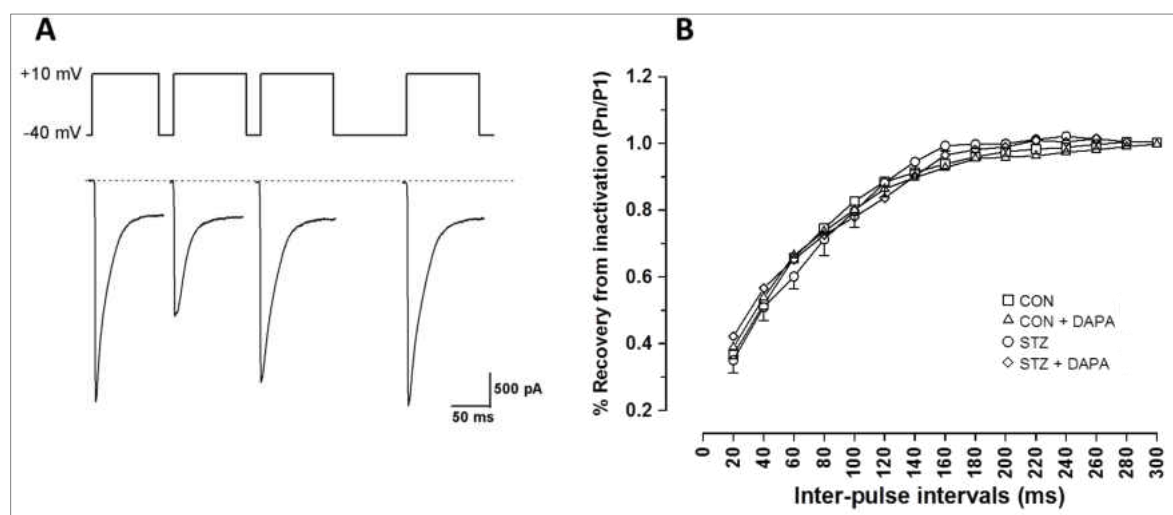 A
+10 mV
-40 mV
500 pA
50 ms
B
% Recovery from inactivation (Pn/P1)
1.2
1.0
0.8
0.6
0.4
0.2
CON
CON + DAPA
STZ
STZ + DAPA
0
20
40
60
80
100
120
140
160
180
200
220
240
260
280
300
Inter-pulse intervals (ms)